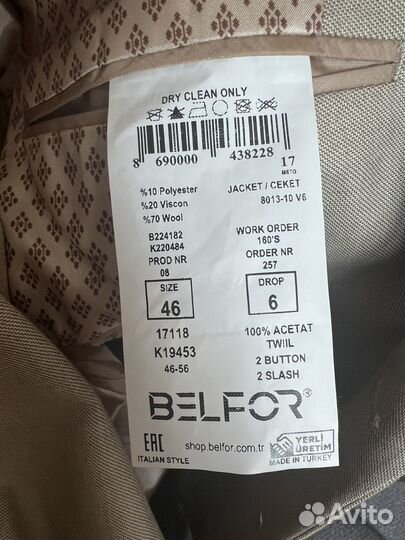 DRY CLEAN ONLY
8 690000 438228 17
METO
%10 Polyester
%20 Viscon
%70 Wool
JACKET / CEKET
8013-10 V6
B224182
K220484
PROD NR
08
WORK ORDER
160'S
ORDER NR
257
SIZE
46
DROP
6
17118
K19453
46-56
100% ACETAT
TWIIL
2 BUTTON
2 SLASH
BELFOR®
EAC
ITALIAN STYLE
shop.belfor.com.tr
YERLİ
ÜRETİM
MADE IN TURKEY
Avito